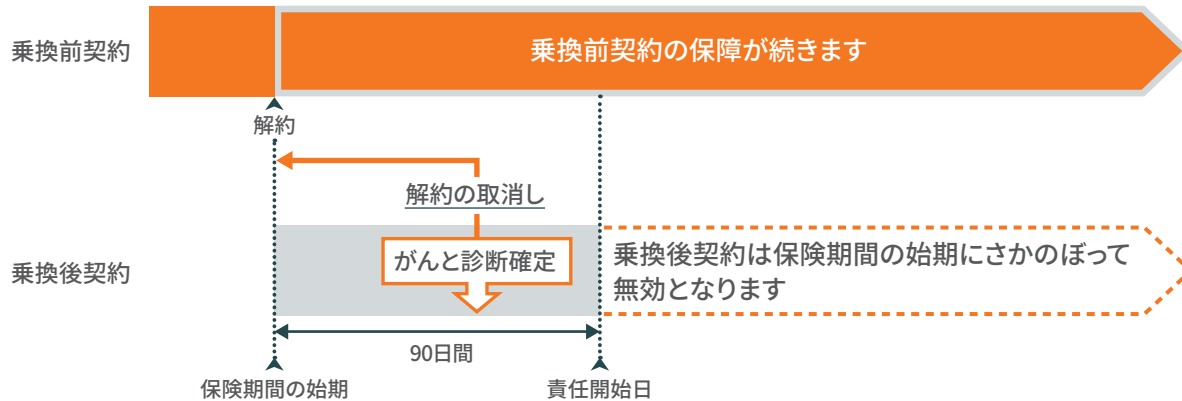 乗換前契約
乗換前契約の保障が続きます
解約
解約の取消し
乗換後契約
がんと診断確定
乗換後契約は保険期間の始期にさかのぼって
無効となります
90日間
保険期間の始期
責任開始日